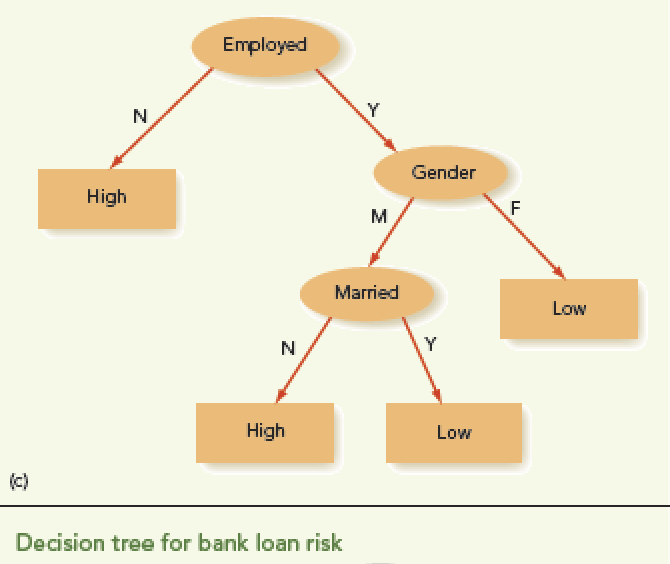 Employed
N
Y
High
Gender
M
F
Married
Low
N
Y
High
Low
(c)
Decision tree for bank loan risk